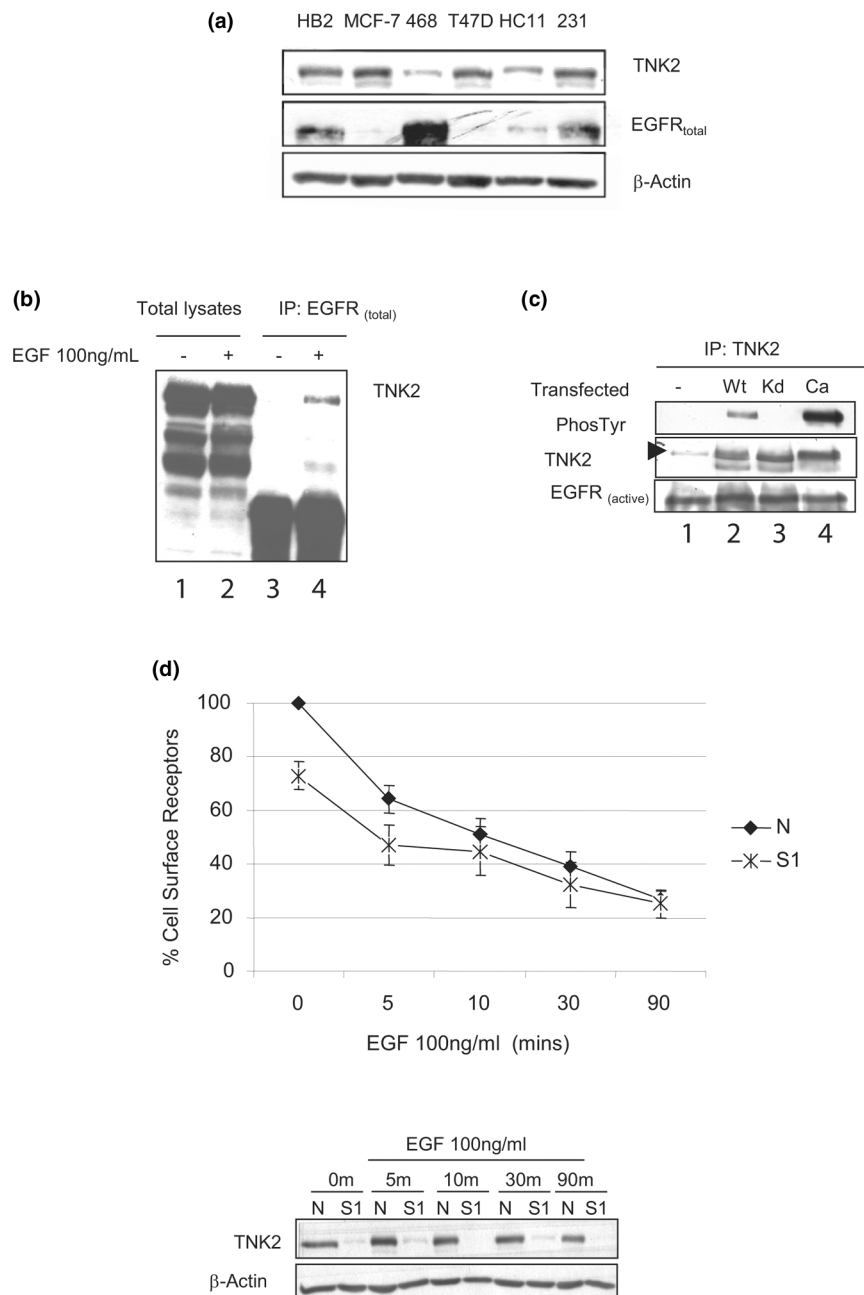 (a)
HB2 MCF-7 468 T47D HC11 231
TNK2
EGFR total
β-Actin
(b)
Total lysates IP: EGFR (total)
EGF 100ng/mL - + - +
TNK2
1 2 3 4
(c)
IP: TNK2
Transfected - Wt Kd Ca
PhosTyr
TNK2
EGFR (active)
1 2 3 4
(d)
100
80
60
40
20
0
% Cell Surface Receptors
N
S1
0 5 10 30 90
EGF 100ng/ml (mins)
EGF 100ng/ml
0m 5m 10m 30m 90m
N S1 N S1 N S1 N S1 N S1
TNK2
β-Actin